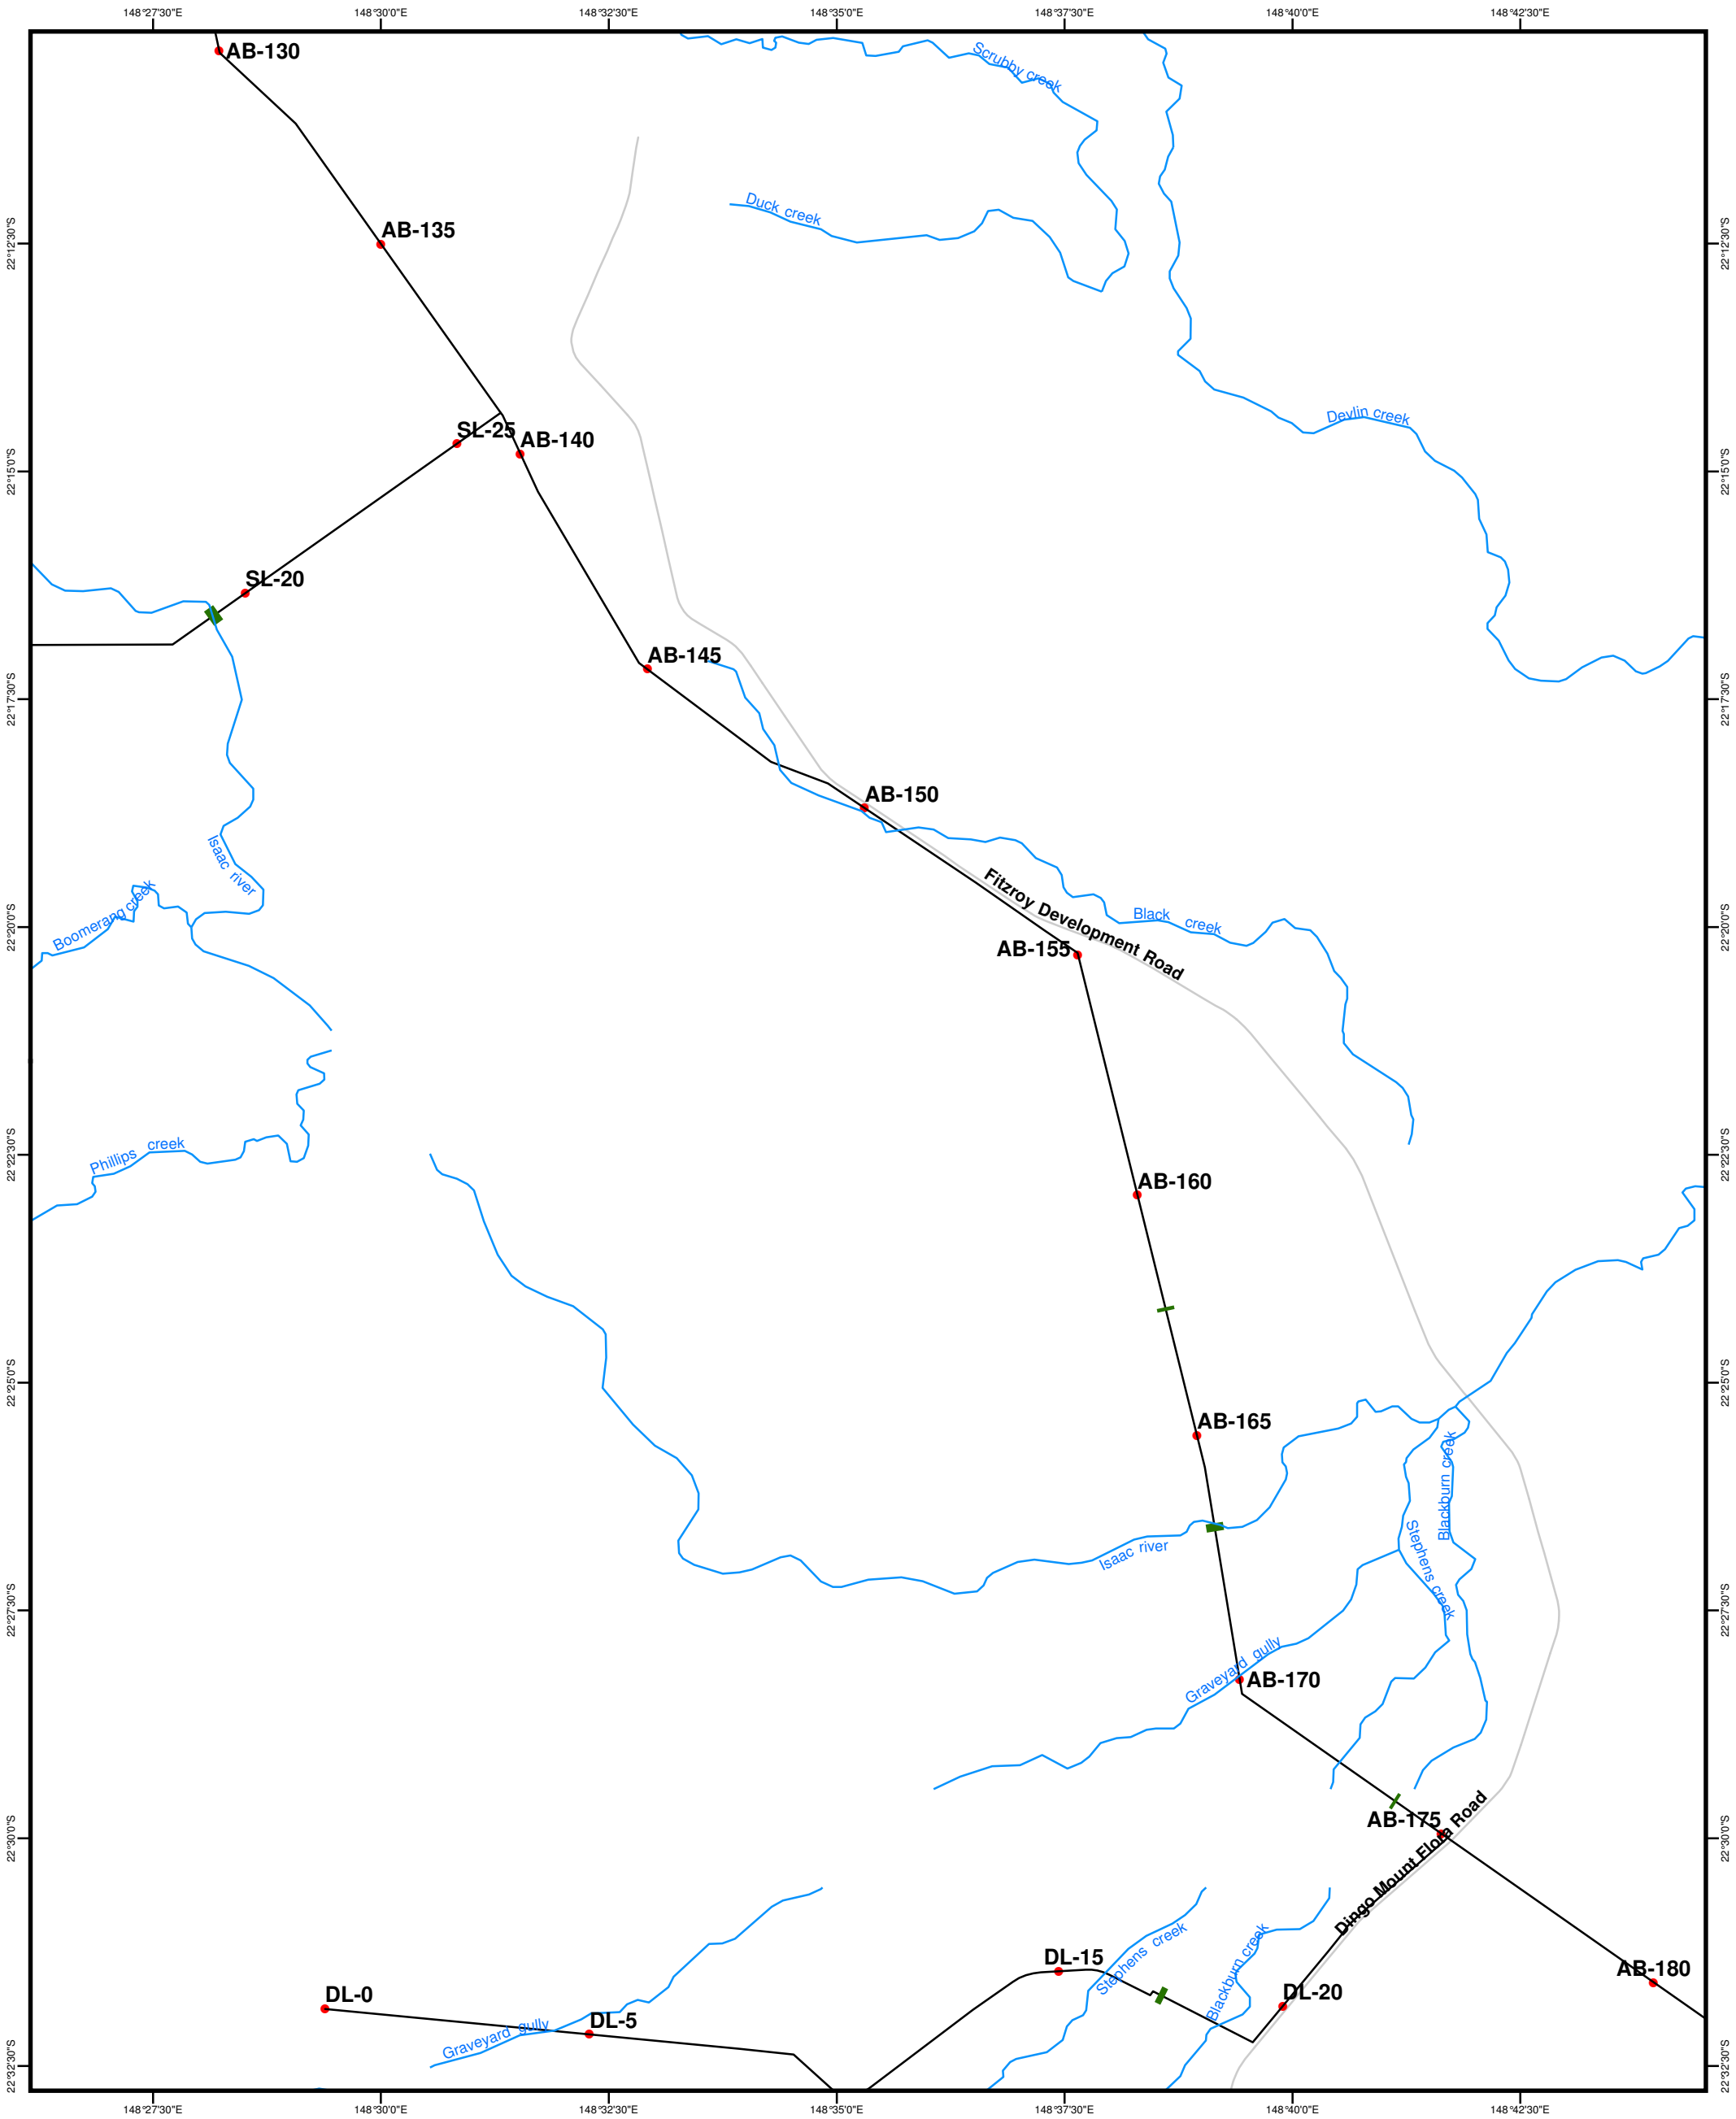 148°27'30"E 148°30'0"E 148°32'30"E 148°35'0"E 148°37'30"E 148°40'0"E 148°42'30"E
AB-130
Scrubby creek
Duck creek
AB-135
22°12'30"S 22°12'30"S
Devlin creek
SL-25
AB-140
22°15'0"S 22°15'0"S
SL-20
AB-145
22°17'30"S 22°17'30"S
AB-150
Isaac river
Fitzroy Development Road
Boomerang creek
Black creek
22°20'0"S 22°20'0"S
AB-155
Phillips creek
22°22'30"S 22°22'30"S
AB-160
22°25'0"S 22°25'0"S
AB-165
Blackburn creek
Isaac river
Stephens creek
22°27'30"S 22°27'30"S
Graveyard gully
AB-170
AB-175
22°30'0"S 22°30'0"S
Dingo Mount Flora Road
DL-15
Stephens creek
Blackburn creek
AB-180
DL-0
DL-20
DL-5
Graveyard gully
22°32'30"S 22°32'30"S
148°27'30"E 148°30'0"E 148°32'30"E 148°35'0"E 148°37'30"E 148°40'0"E 148°42'30"E